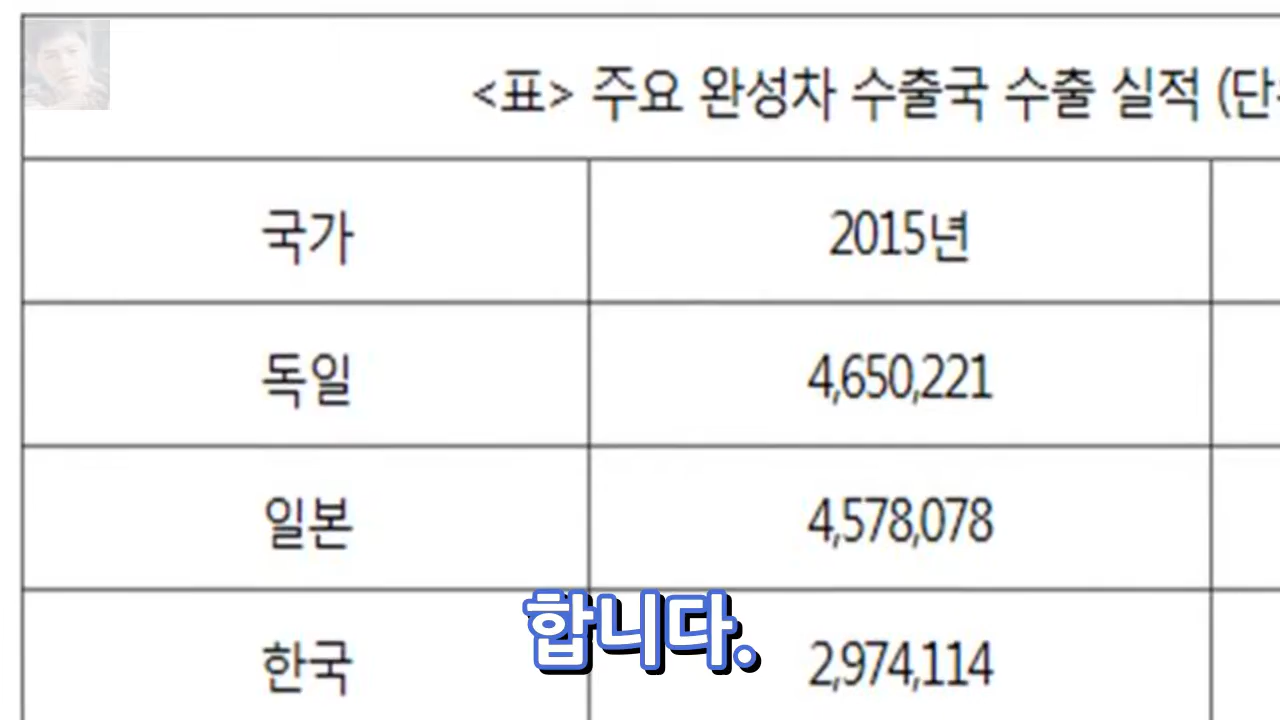 <표> 주요 완성차 수출국 수출 실적 (단
국가 2015년
독일 4,650,221
일본 4,578,078
한국 2,974,114
합니다.